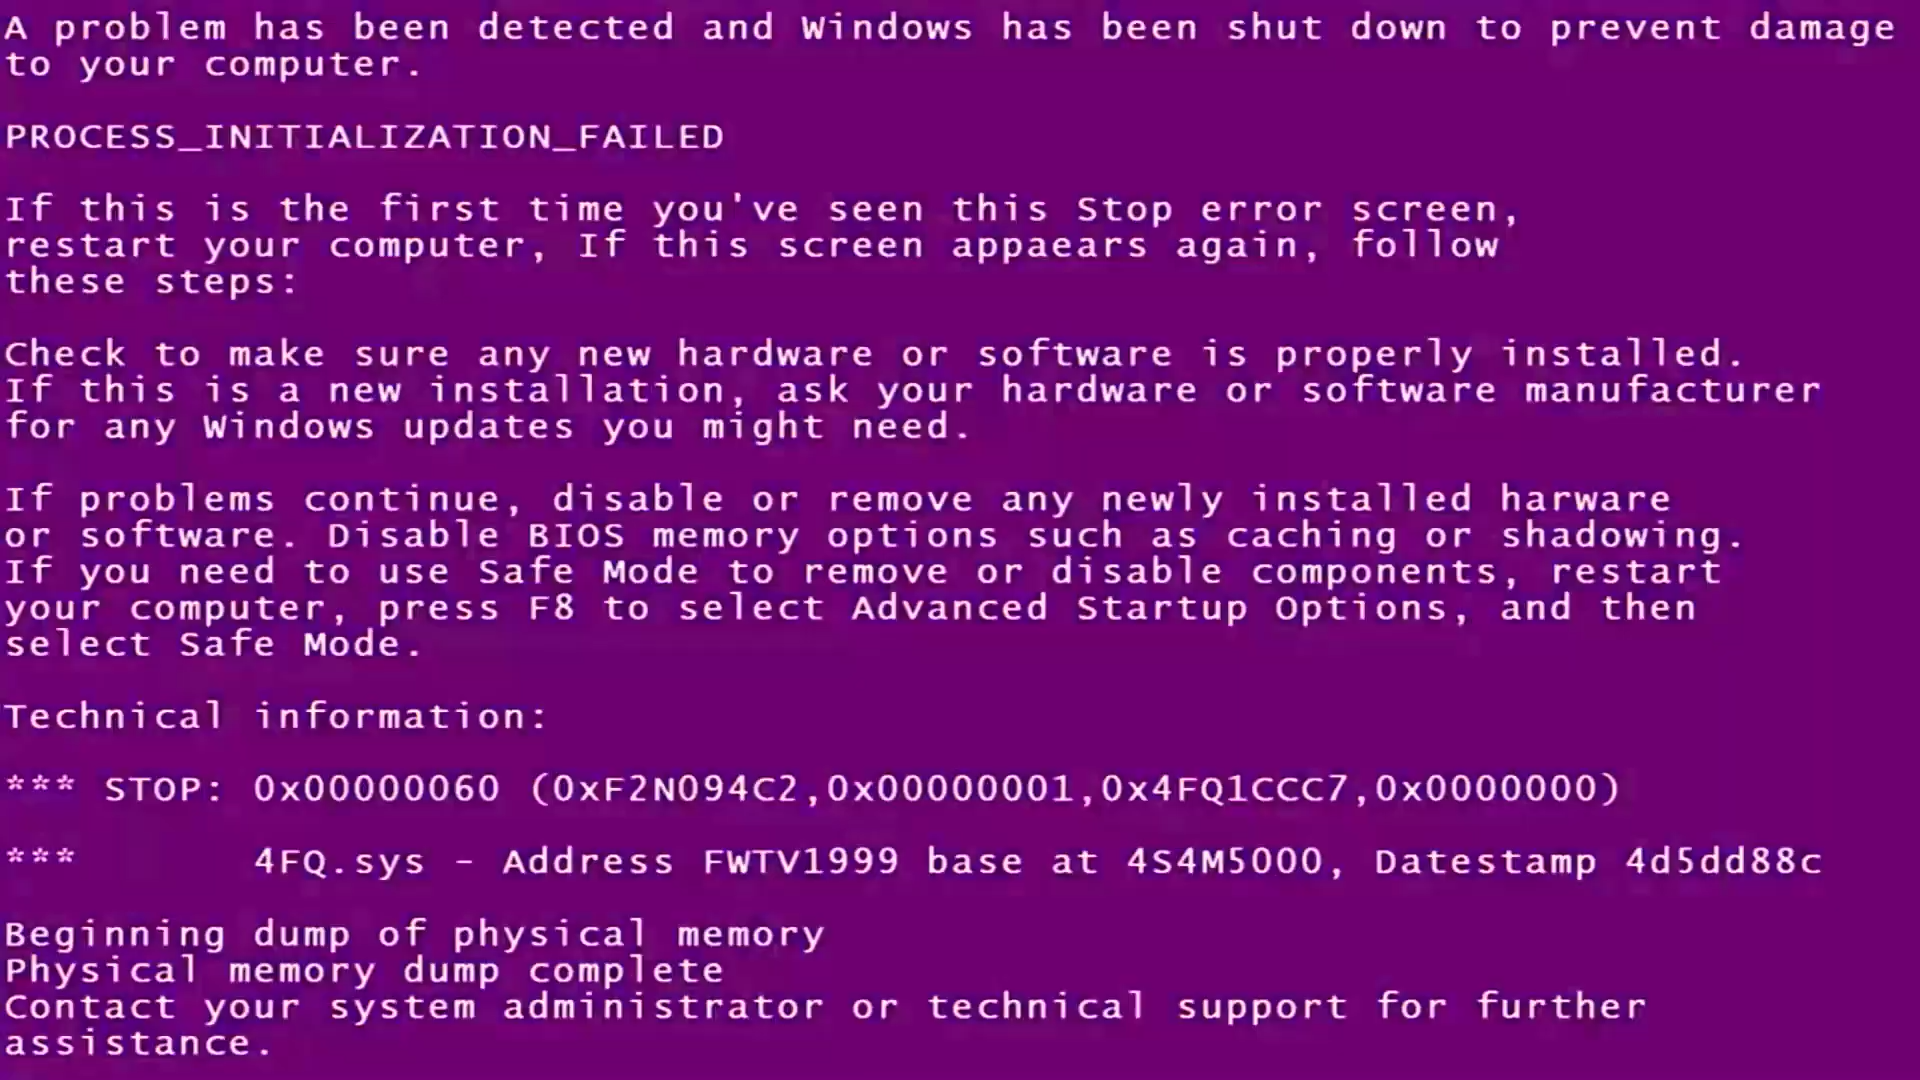 A problem has been detected and Windows has been shut down to prevent damage
to your computer.
PROCESS_INITIALIZATION_FAILED
If this is the first time you've seen this Stop error screen,
restart your computer, If this screen appaears again, follow
these steps:
Check to make sure any new hardware or software is properly installed.
If this is a new installation, ask your hardware or software manufacturer
for any Windows updates you might need.
If problems continue, disable or remove any newly installed harware
or software. Disable BIOS memory options such as caching or shadowing.
If you need to use Safe Mode to remove or disable components, restart
your computer, press F8 to select Advanced Startup Options, and then
select Safe Mode.
Technical information:
*** STOP: 0x00000060 (0xF2N094C2,0x00000001,0x4FQ1CCC7,0x0000000)
*** 4FQ.sys - Address FWTV1999 base at 4S4M5000, Datestamp 4d5dd88c
Beginning dump of physical memory
Physical memory dump complete
Contact your system administrator or technical support for further
assistance.